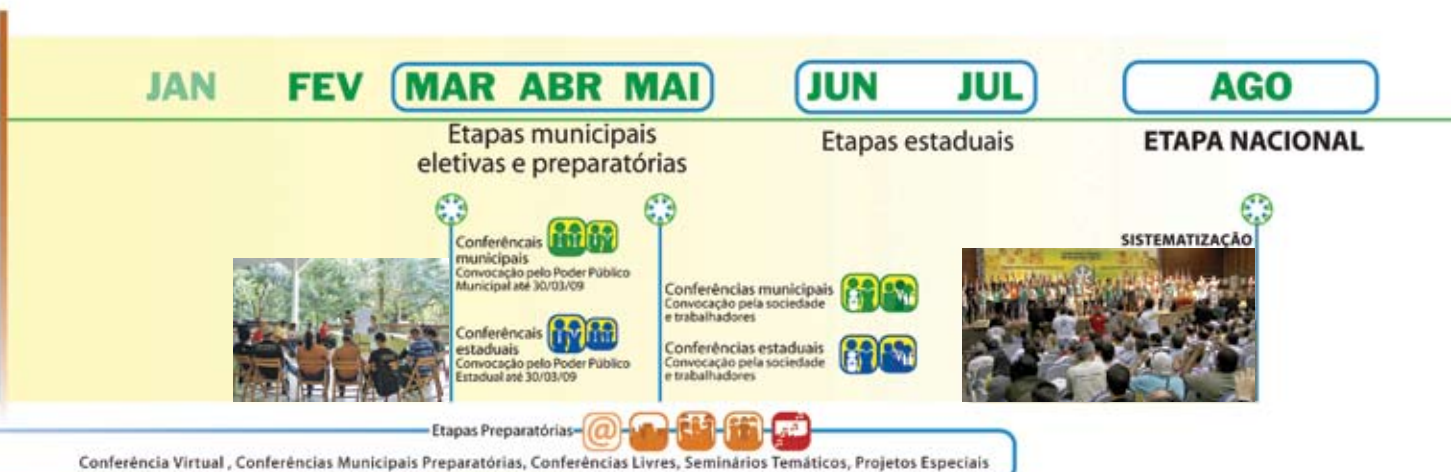 JAN FEV MAR ABR MAI JUN JUL AGO
Etapas municipais
eletivas e preparatórias
Etapas estaduais
ETAPA NACIONAL
Conferêncais
municipais
Convocação pelo Poder Público
Municipal até 30/03/09
Conferêncais
estaduais
Convocação pelo Poder Público
Estadual até 30/03/09
Conferências municipais
Convocação pela sociedade
e trabalhadores
Conferências estaduais
Convocação pela sociedade
e trabalhadores
SISTEMATIZAÇÃO
Etapas Preparatórias
@
Conferência Virtual , Conferências Municipais Preparatórias, Conferências Livres, Seminários Temáticos, Projetos Especiais